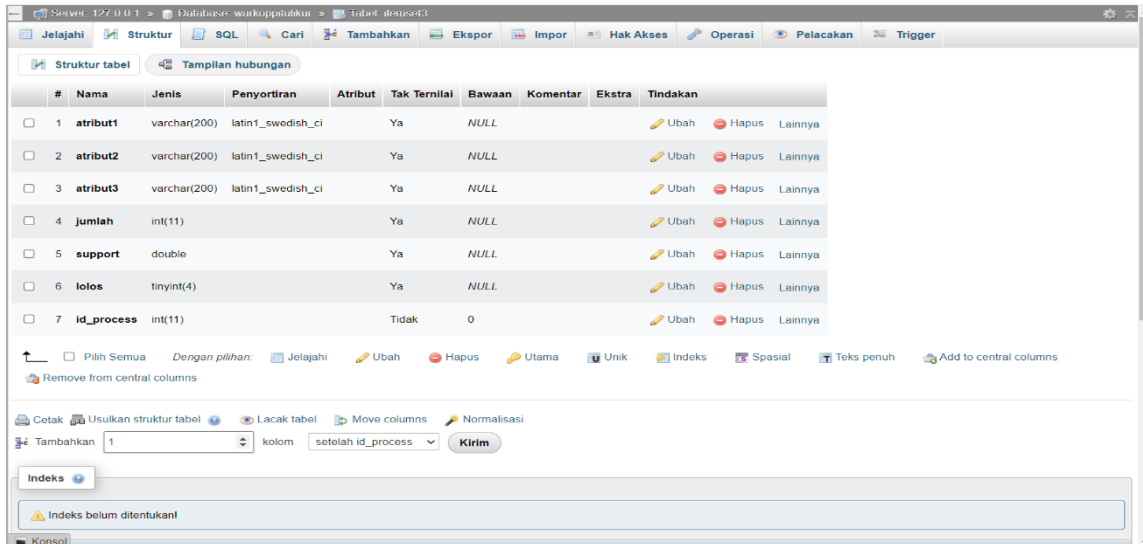 Server: 127.0.0.1 » Database: warkoppitulikur » Tabel: itemset3
Jelajahi Struktur SQL Cari Tambahkan Ekspor Impor Hak Akses Operasi Pelacakan Trigger
Struktur tabel Tampilan hubungan
# Nama Jenis Penyortiran Atribut Tak Ternilai Bawaan Komentar Ekstra Tindakan
1 atribut1 varchar(200) latin1_swedish_ci Ya NULL Ubah Hapus Lainnya
2 atribut2 varchar(200) latin1_swedish_ci Ya NULL Ubah Hapus Lainnya
3 atribut3 varchar(200) latin1_swedish_ci Ya NULL Ubah Hapus Lainnya
4 jumlah int(11) Ya NULL Ubah Hapus Lainnya
5 support double Ya NULL Ubah Hapus Lainnya
6 lolos tinyint(4) Ya NULL Ubah Hapus Lainnya
7 id_process int(11) Tidak 0 Ubah Hapus Lainnya
Pilih Semua Dengan pilihan: Jelajahi Ubah Hapus Utama Unik Indeks Spasial Teks penuh Add to central columns
Remove from central columns
Cetak Usulkan struktur tabel Lacak tabel Move columns Normalisasi
Tambahkan 1 kolom setelah id_process Kirim
Indeks
Indeks belum ditentukan!
Konsol